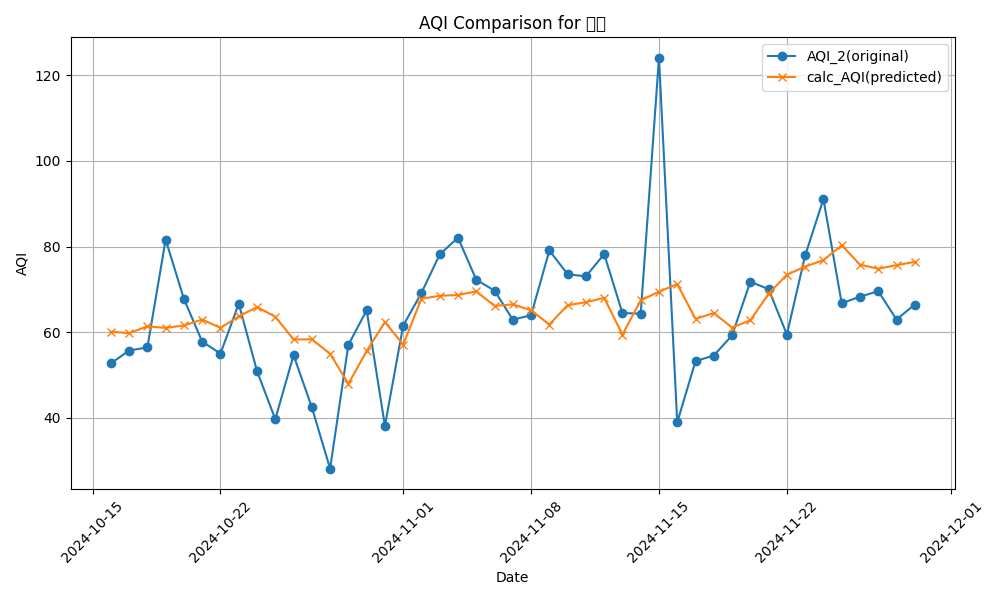 AQI Comparison for
AQI_2(original)
calc_AQI(predicted)
AQI
120
100
80
60
40
2024-10-15
2024-10-22
2024-11-01
2024-11-08
2024-11-15
2024-11-22
2024-12-01
Date